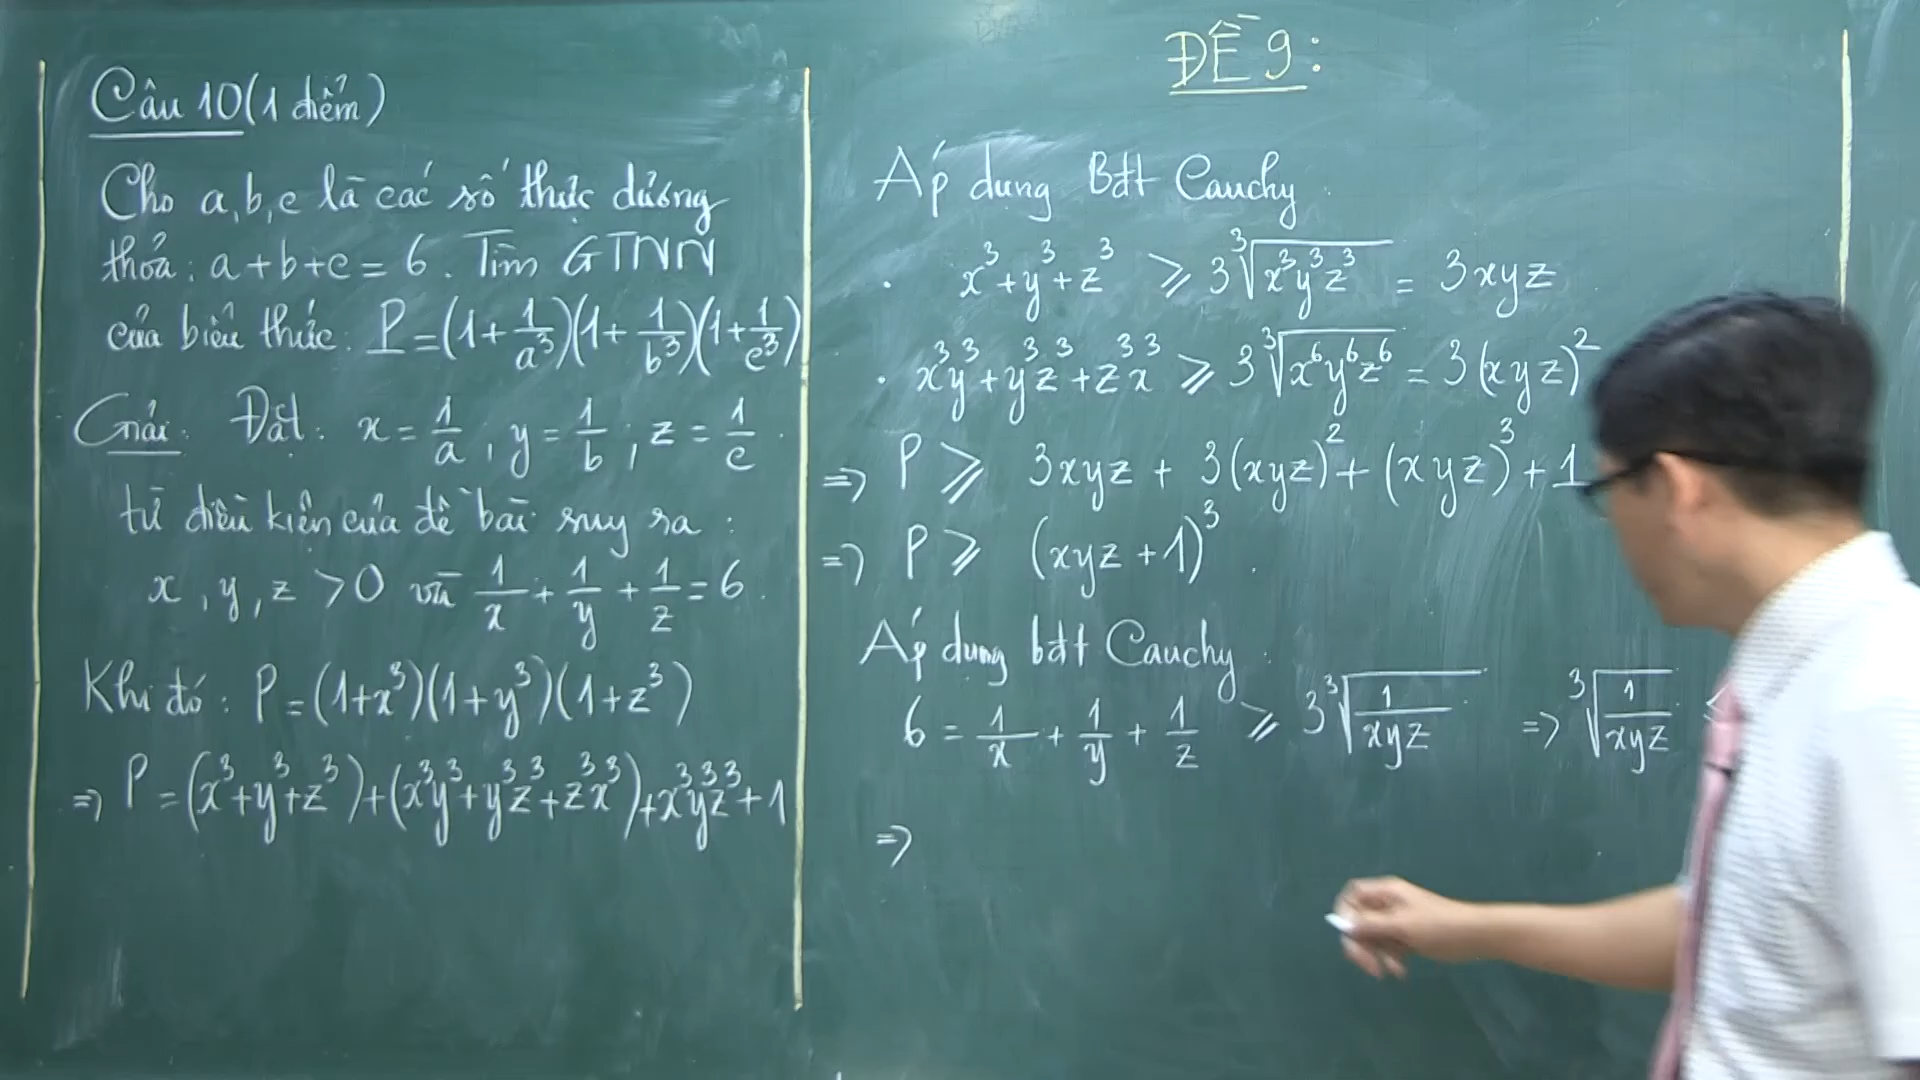 ĐỀ 9:
Câu 10 (1 điểm)
Cho a, b, c là các số thực dương
thỏa: a + b + c = 6. Tìm GTNN
của biểu thức: P = (1 + 1/a³)(1 + 1/b³)(1 + 1/c³)
Giải: Đặt: x = 1/a, y = 1/b; z = 1/c.
từ điều kiện của đề bài suy ra:
x, y, z > 0 và 1/x + 1/y + 1/z = 6.
Khi đó: P = (1+x³)(1+y³)(1+z³)
=> P = (x³+y³+z³)+(x³y³+y³z³+z³x³)+x³y³z³+1
Áp dụng Bđt Cauchy:
. x³+y³+z³ ⩾ 3∛(x³y³z³) = 3xyz
. x³y³+y³z³+z³x³ ⩾ 3∛(x⁶y⁶z⁶) = 3(xyz)²
=> P ⩾ 3xyz + 3(xyz)² + (xyz)³ + 1
=> P ⩾ (xyz + 1)³.
Áp dụng bđt Cauchy:
6 = 1/x + 1/y + 1/z ⩾ 3∛(1/xyz) => ∛(1/xyz)
=>